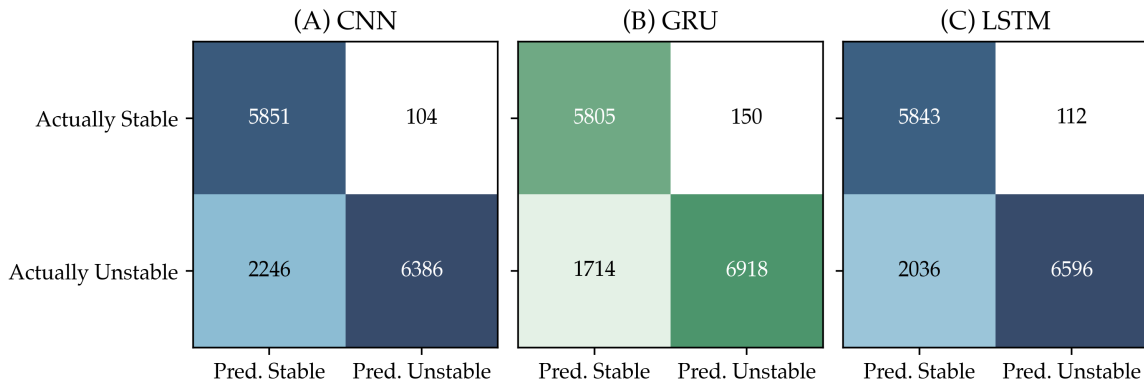 (A) CNN (B) GRU (C) LSTM
Actually Stable 5851 104 5805 150 5843 112
Actually Unstable 2246 6386 1714 6918 2036 6596
Pred. Stable Pred. Unstable Pred. Stable Pred. Unstable Pred. Stable Pred. Unstable